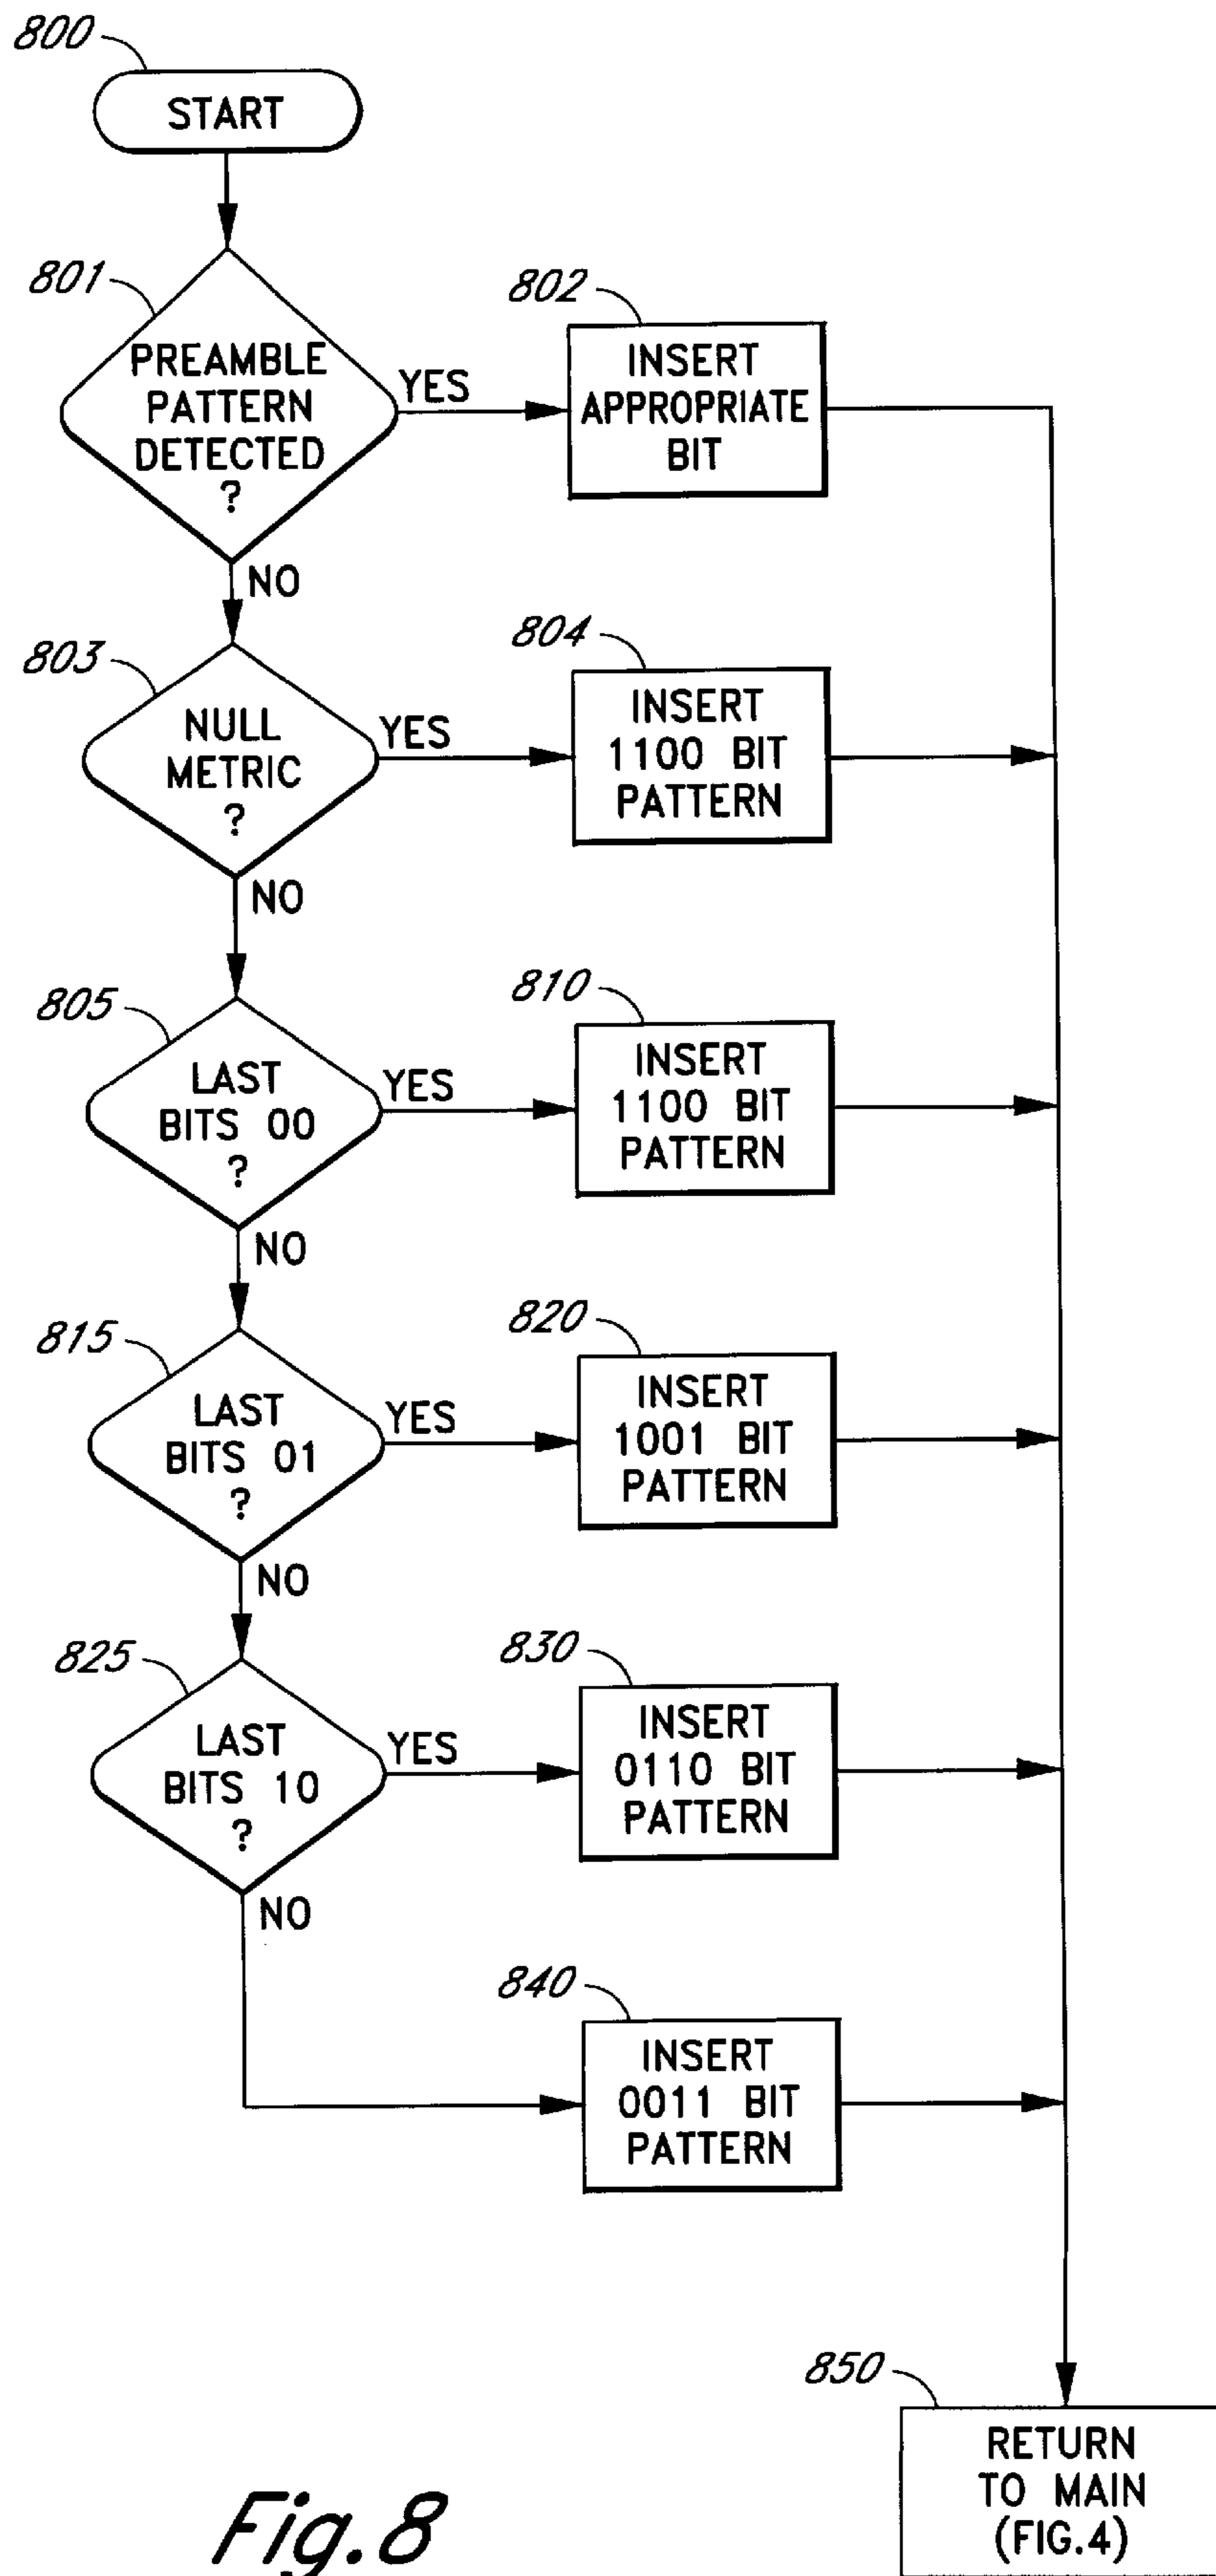 800
START
801
PREAMBLE
PATTERN
DETECTED
?
YES
802
INSERT
APPROPRIATE
BIT
NO
803
NULL
METRIC
?
YES
804
INSERT
1100 BIT
PATTERN
NO
805
LAST
BITS 00
?
YES
810
INSERT
1100 BIT
PATTERN
NO
815
LAST
BITS 01
?
YES
820
INSERT
1001 BIT
PATTERN
NO
825
LAST
BITS 10
?
YES
830
INSERT
0110 BIT
PATTERN
NO
840
INSERT
0011 BIT
PATTERN
850
RETURN
TO MAIN
(FIG.4)
Fig.8